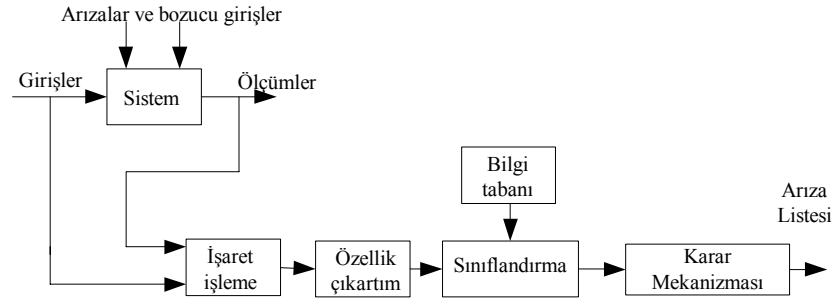 Arızalar ve bozucu girişler
Girişler
Sistem
Ölçümler
Bilgi
tabanı
Arıza
Listesi
İşaret
işleme
Özellik
çıkartım
Sınıflandırma
Karar
Mekanizması